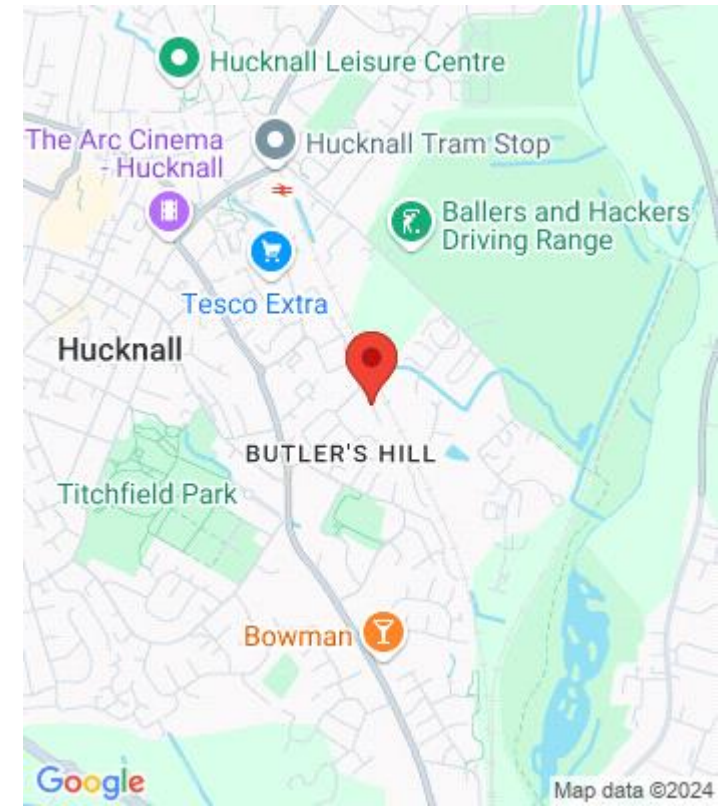 Hucknall Leisure Centre
The Arc Cinema
- Hucknall
Hucknall Tram Stop
Ballers and Hackers
Driving Range
Tesco Extra
Hucknall
BUTLER'S HILL
Titchfield Park
Bowman
Google
Map data ©2024